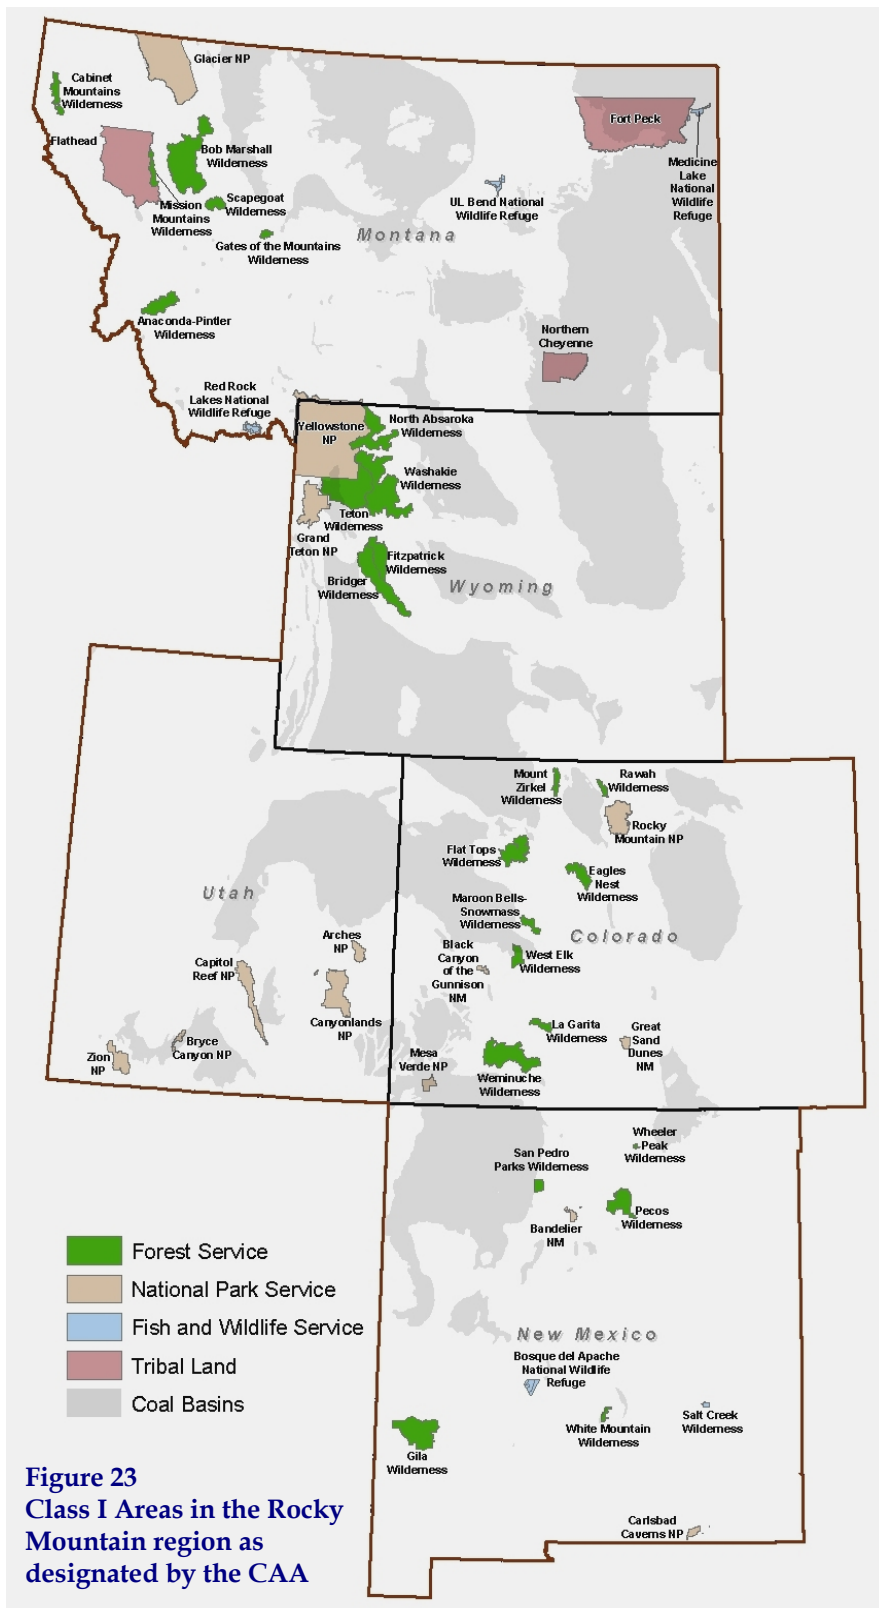 Glacier NP
Cabinet
Mountains
Wilderness
Fort Peck
Flathead
Bob Marshall
Wilderness
Medicine
Lake
National
Wildlife
Refuge
UL Bend National
Wildlife Refuge
Scapegoat
Wilderness
Mission
Mountains
Wilderness
Gates of the Mountains
Wilderness
Montana
Anaconda-Pintler
Wilderness
Northern
Cheyenne
Red Rock
Lakes National
Wildlife Refuge
Yellowstone
NP
North Absaroka
Wilderness
Washakie
Wilderness
Teton
Wilderness
Grand
Teton NP
Fitzpatrick
Wilderness
Bridger
Wilderness
Wyoming
Mount
Zirkel
Wilderness
Rawah
Wilderness
Rocky
Mountain NP
Flat Tops
Wilderness
Eagles
Nest
Wilderness
Utah
Maroon Bells-
Snowmass
Wilderness
Colorado
Arches
NP
Black
Canyon
of the
Gunnison
NM
West Elk
Wilderness
Capitol
Reef NP
Canyonlands
NP
La Garita
Wilderness
Great
Sand
Dunes
NM
Zion
NP
Bryce
Canyon NP
Mesa
Verde NP
Weminuche
Wilderness
Wheeler
Peak
Wilderness
San Pedro
Parks Wilderness
Pecos
Wilderness
Bandelier
NM
Forest Service
National Park Service
Fish and Wildlife Service
Tribal Land
Coal Basins
New Mexico
Bosque del Apache
National Wildlife
Refuge
White Mountain
Wilderness
Salt Creek
Wilderness
Gila
Wilderness
Carlsbad
Caverns NP
Figure 23
Class I Areas in the Rocky
Mountain region as
designated by the CAA